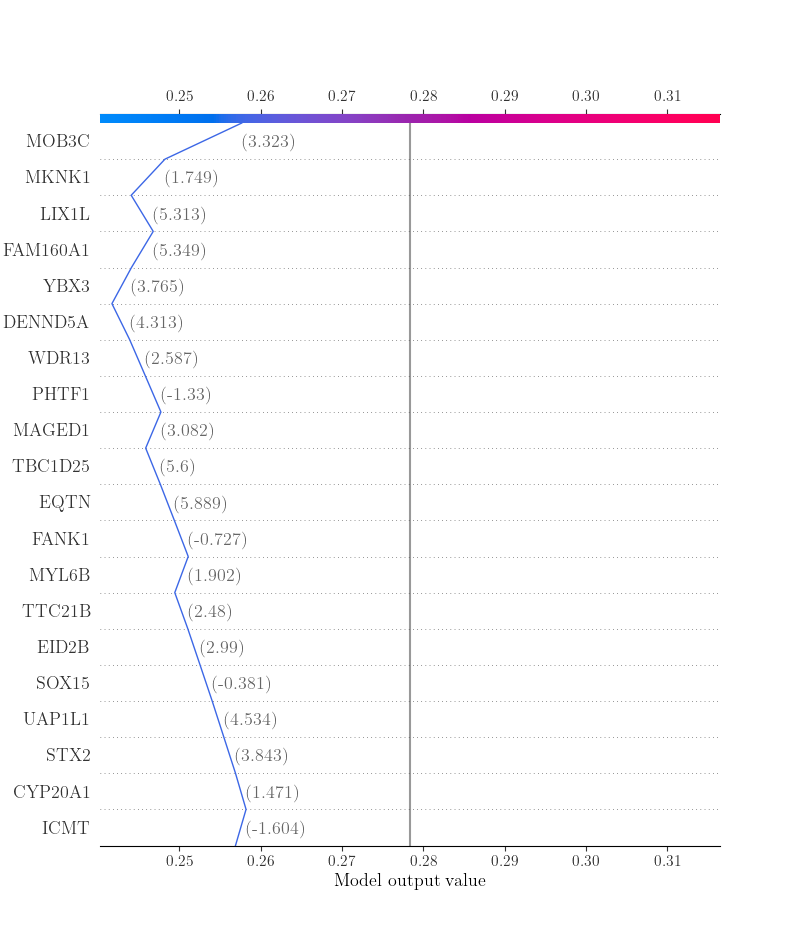 0.25 0.26 0.27 0.28 0.29 0.30 0.31
MOB3C (3.323)
MKNK1 (1.749)
LIX1L (5.313)
FAM160A1 (5.349)
YBX3 (3.765)
DENND5A (4.313)
WDR13 (2.587)
PHTF1 (-1.33)
MAGED1 (3.082)
TBC1D25 (5.6)
EQTN (5.889)
FANK1 (-0.727)
MYL6B (1.902)
TTC21B (2.48)
EID2B (2.99)
SOX15 (-0.381)
UAP1L1 (4.534)
STX2 (3.843)
CYP20A1 (1.471)
ICMT (-1.604)
0.25 0.26 0.27 0.28 0.29 0.30 0.31
Model output value